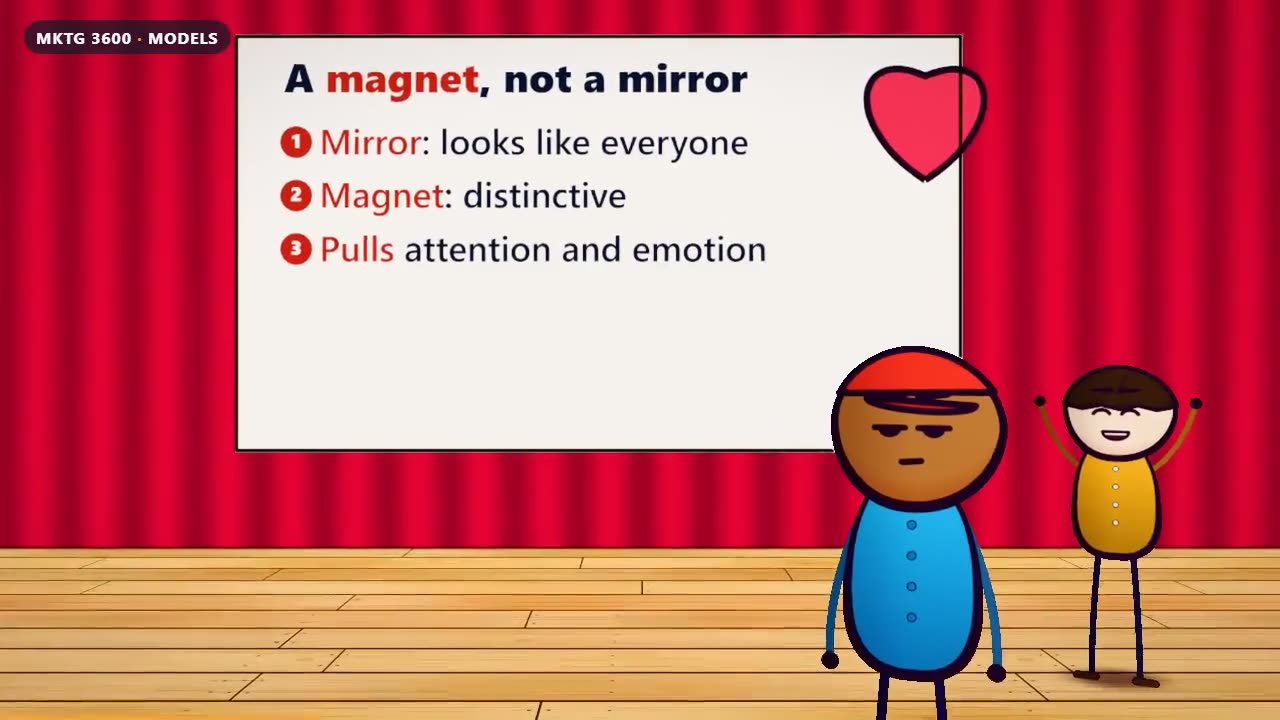 MKTG 3600 · MODELS
A magnet, not a mirror
1 Mirror: looks like everyone
2 Magnet: distinctive
3 Pulls attention and emotion